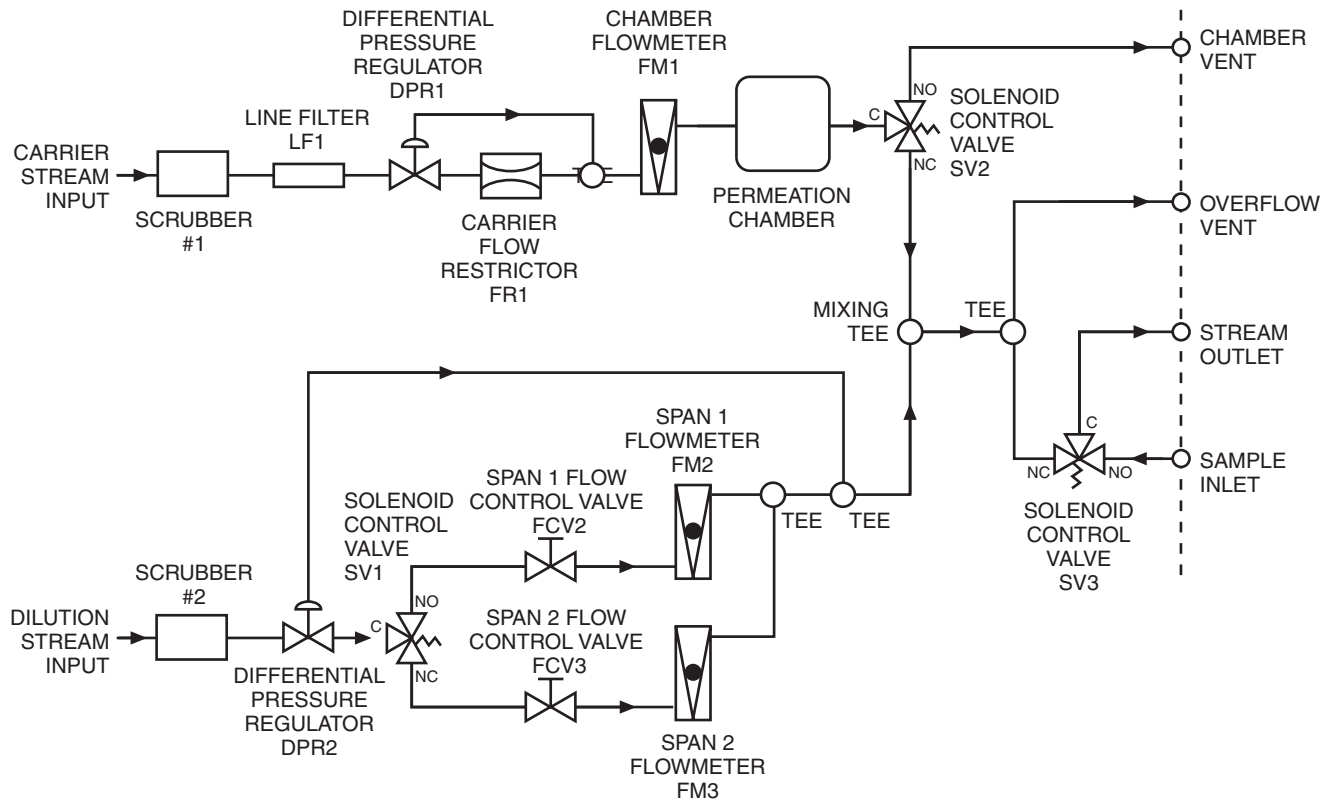 DIFFERENTIAL
PRESSURE
REGULATOR
DPR1
CHAMBER
FLOWMETER
FM1
CHAMBER
VENT
LINE FILTER
LF1
NO
C
NC
SOLENOID
CONTROL
VALVE
SV2
CARRIER
STREAM
INPUT
SCRUBBER
#1
CARRIER
FLOW
RESTRICTOR
FR1
PERMEATION
CHAMBER
OVERFLOW
VENT
MIXING
TEE
TEE
STREAM
OUTLET
C
NC
NO
SAMPLE
INLET
SOLENOID
CONTROL
VALVE
SV3
SPAN 1
FLOWMETER
FM2
SPAN 1 FLOW
CONTROL VALVE
FCV2
SOLENOID
CONTROL
VALVE
SV1
TEE
TEE
SCRUBBER
#2
DILUTION
STREAM
INPUT
NO
C
NC
SPAN 2 FLOW
CONTROL VALVE
FCV3
DIFFERENTIAL
PRESSURE
REGULATOR
DPR2
SPAN 2
FLOWMETER
FM3